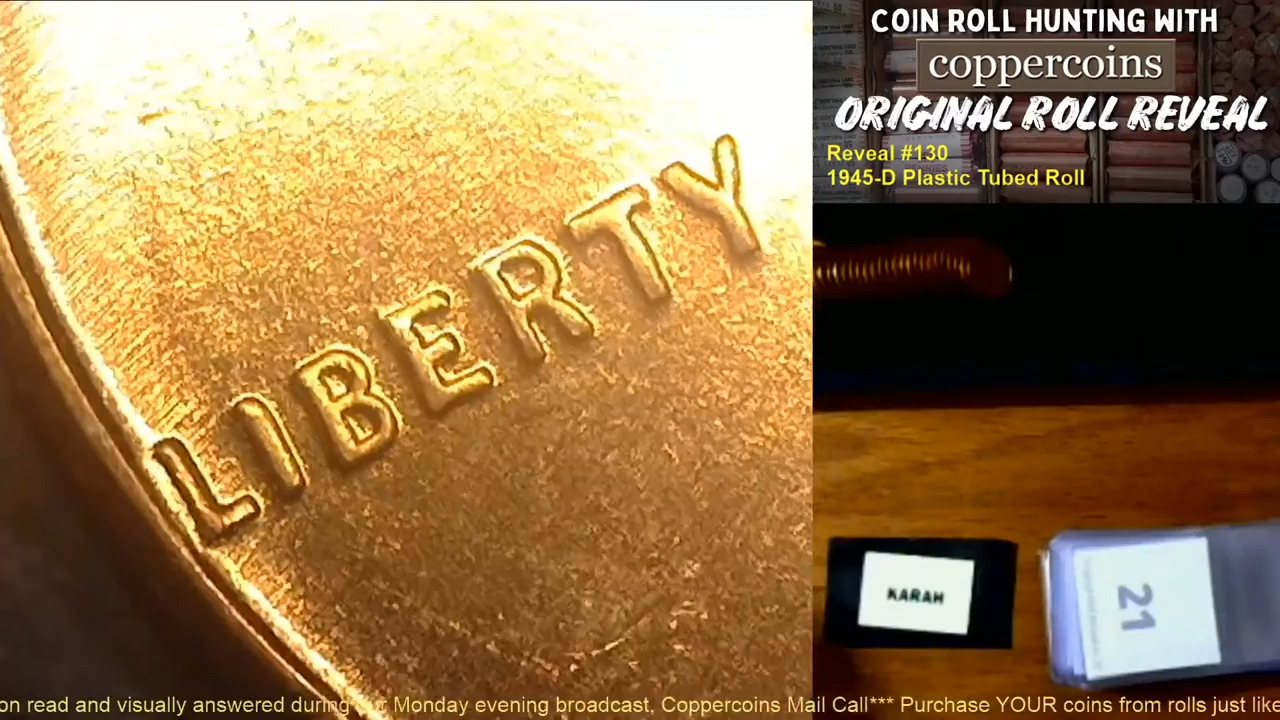 LIBERTY
COIN ROLL HUNTING WITH
coppercoins
ORIGINAL ROLL REVEAL
Reveal #130
1945-D Plastic Tubed Roll
KARAH
21
on read and visually answered during our Monday evening broadcast, Coppercoins Mail Call*** Purchase YOUR coins from rolls just like